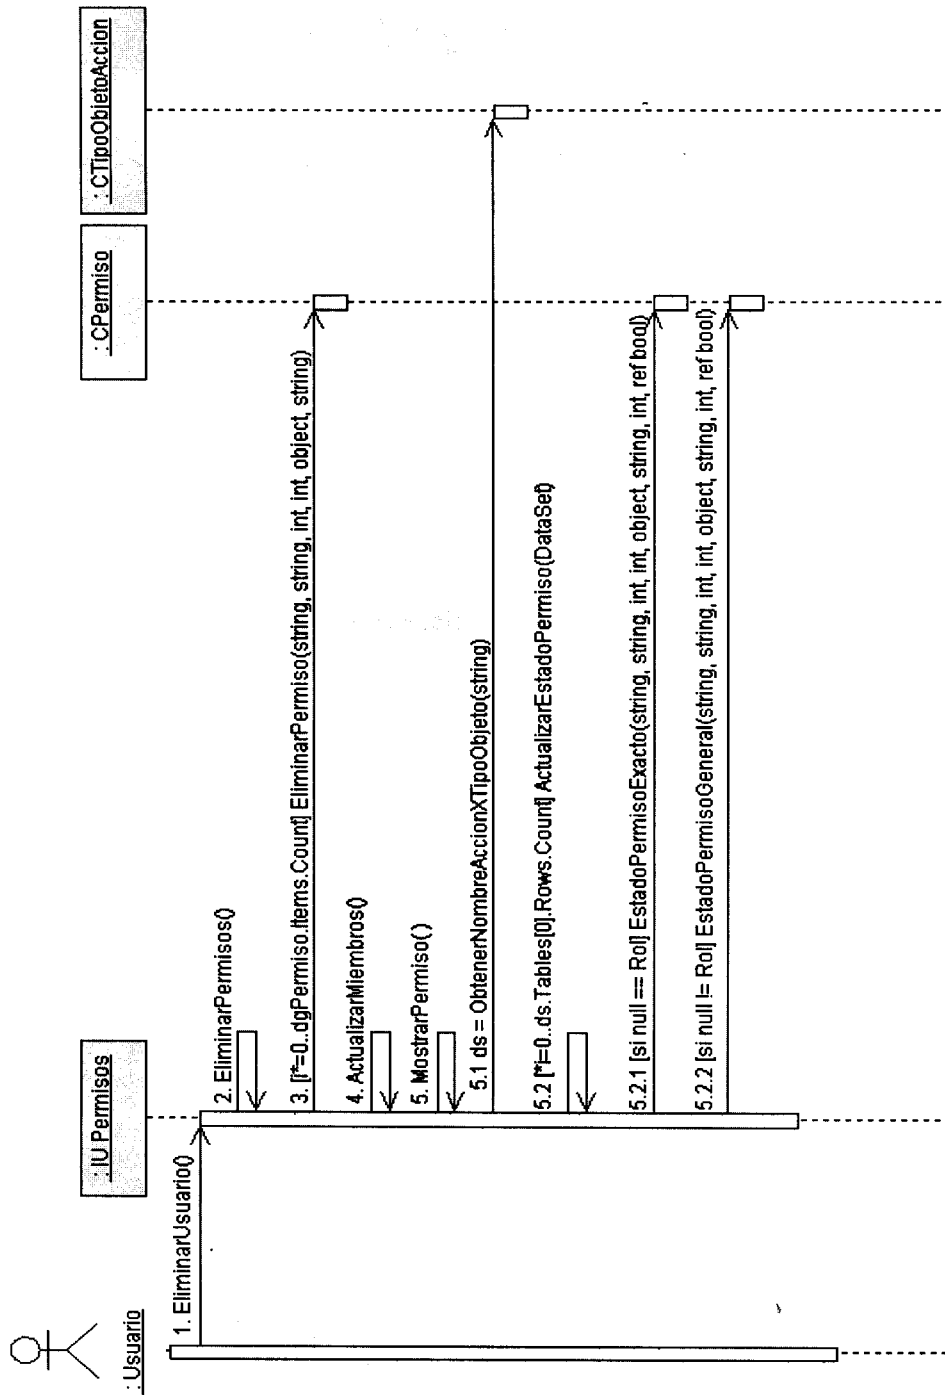 : Usuario
: IU Permisos
: CPermiso
: CTipoObjetoAccion
1. EliminarUsuario()
2. EliminarPermisos()
3. [i*=0..dgPermiso.Items.Count] EliminarPermiso(string, string, int, int, object, string)
4. ActualizarMiembros()
5. MostrarPermiso( )
5.1 ds = ObtenerNombreAccionXTipoObjeto(string)
5.2 [*i=0..ds.Tables[0].Rows.Count] ActualizarEstadoPermiso(DataSet)
5.2.1 [si null == Rol] EstadoPermisoExacto(string, string, int, int, object, string, int, ref bool)
5.2.2 [si null != Rol] EstadoPermisoGeneral(string, string, int, int, object, string, int, ref bool)